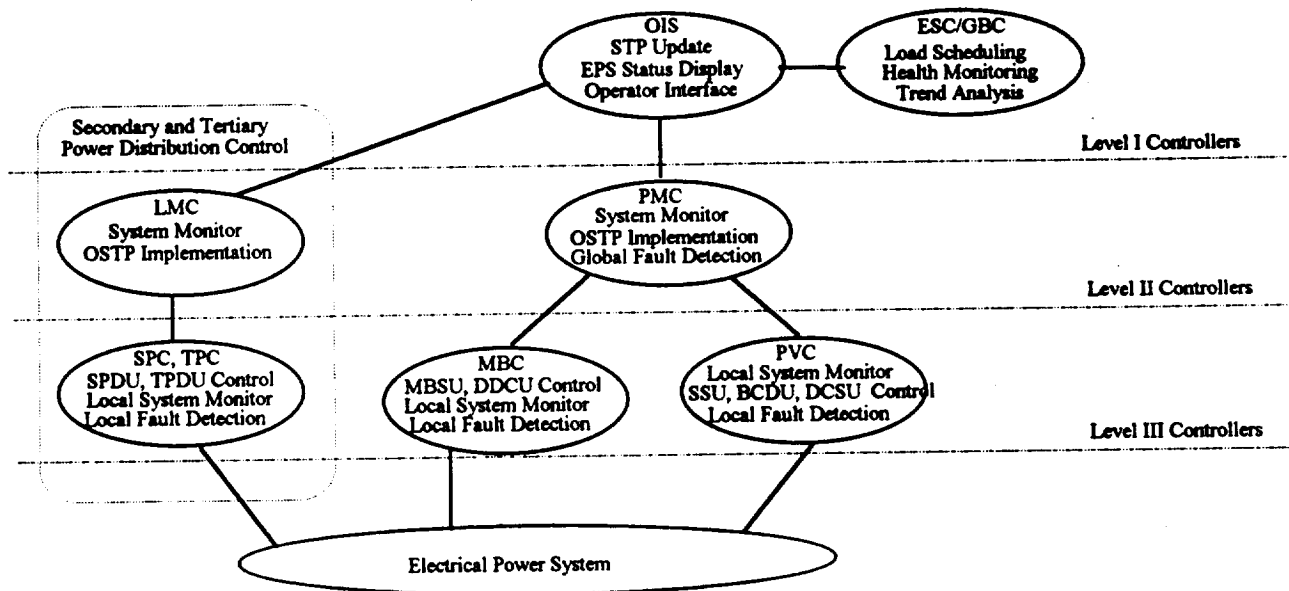 OIS
STP Update
EPS Status Display
Operator Interface
ESC/GBC
Load Scheduling
Health Monitoring
Trend Analysis
Secondary and Tertiary
Power Distribution Control
Level I Controllers
LMC
System Monitor
OSTP Implementation
PMC
System Monitor
OSTP Implementation
Global Fault Detection
Level II Controllers
SPC, TPC
SPDU, TPDU Control
Local System Monitor
Local Fault Detection
MBC
MBSU, DDCU Control
Local System Monitor
Local Fault Detection
PVC
Local System Monitor
SSU, BCDU, DCSU Control
Local Fault Detection
Level III Controllers
Electrical Power System